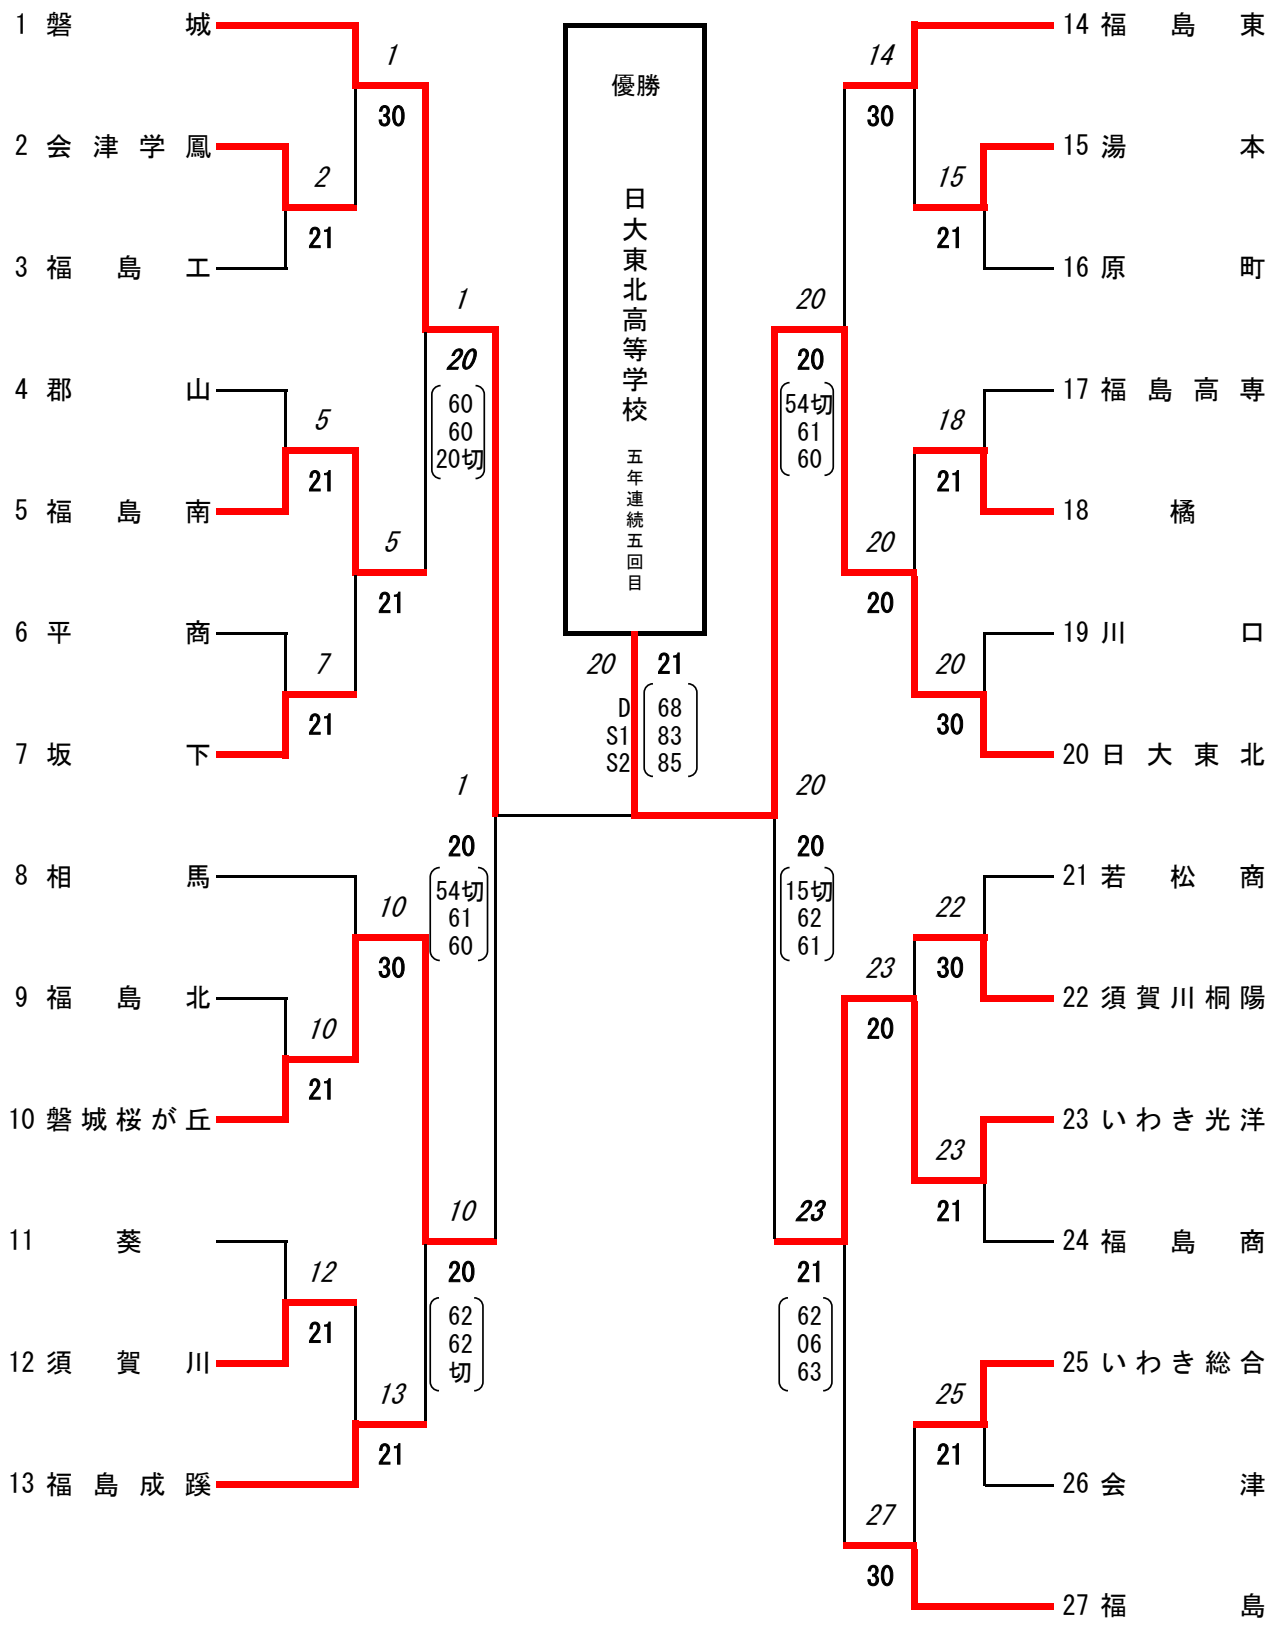 1 磐城
2 会津学鳳
3 福島工
4 郡山
5 福島南
6 平商
7 坂下
8 相馬
9 福島北
10 磐城桜が丘
11 葵
12 須賀川
13 福島成蹊
1
30
2
21
5
21
5
21
7
21
1
20
60
60
20切
1
20
54切
61
60
10
30
10
21
10
20
62
62
切
12
21
13
21
優勝
日大東北高等学校
五年連続五回目
20 21
D 68
S1 83
S2 85
20
20
54切
61
60
20
20
15切
62
61
23
21
62
06
63
14
30
15
21
18
21
20
20
20
30
22
30
23
20
23
21
25
21
27
30
14 福島東
15 湯本
16 原町
17 福島高専
18 橘
19 川口
20 日大東北
21 若松商
22 須賀川桐陽
23 いわき光洋
24 福島商
25 いわき総合
26 会津
27 福島